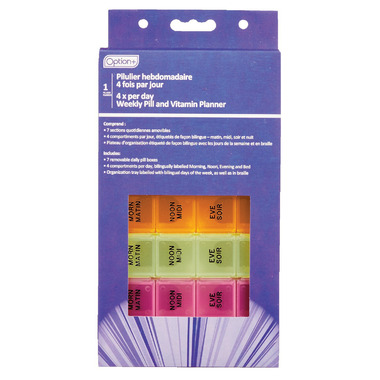 Option+
Pilulier hebdomadaire
4 fois par jour
1
4 x per day
Weekly Pill and Vitamin Planner
Comprend :
• 7 sections quotidiennes amovibles
• 4 compartiments par jour, étiquetés de façon bilingue – matin, midi, soir et nuit
• Plateau d'organisation étiqueté de façon bilingue avec les jours de la semaine et en braille
Includes:
• 7 removable daily pill boxes
• 4 compartments per day, bilingually labelled Morning, Noon, Evening and Bed
• Organisation tray labelled with bilingual days of the week, as well as in braille
MORN MATIN
NOON MIDI
EVE SOIR
MORN MATIN
NOON MIDI
EVE SOIR
MORN MATIN
NOON MIDI
EVE SOIR